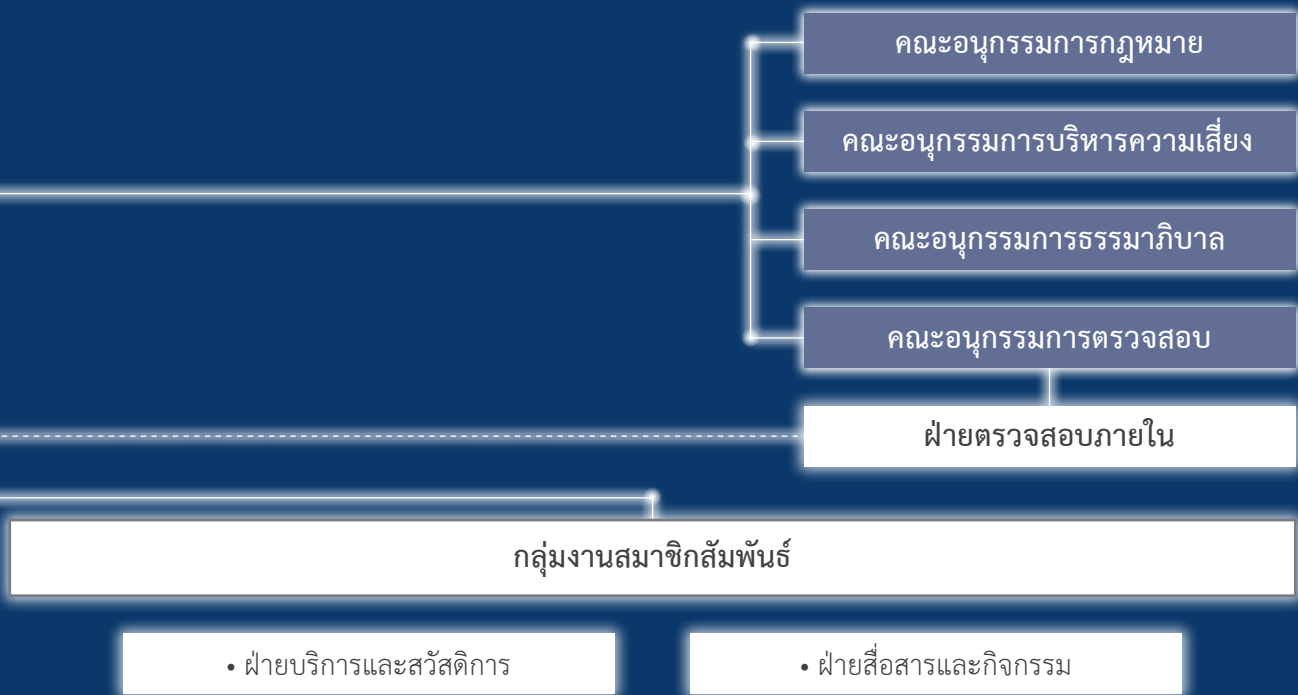 คณะอนุกรรมการกฎหมาย
คณะอนุกรรมการบริหารความเสี่ยง
คณะอนุกรรมการธรรมาภิบาล
คณะอนุกรรมการตรวจสอบ
ฝ่ายตรวจสอบภายใน
กลุ่มงานสมาชิกสัมพันธ์
• ฝ่ายบริการและสวัสดิการ
• ฝ่ายสื่อสารและกิจกรรม